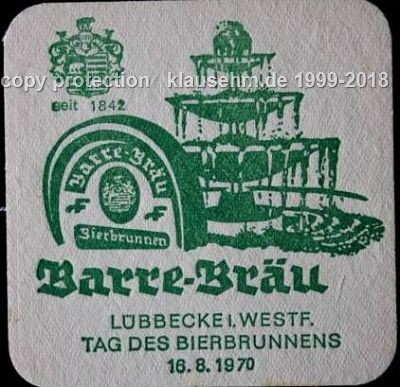 copy protection klausehm.de 1999-2018
seit 1842
Barre-Bräu
Bierbrunnen
Barre-Bräu
LÜBBECKE I. WESTF.
TAG DES BIERBRUNNENS
16.8.1970